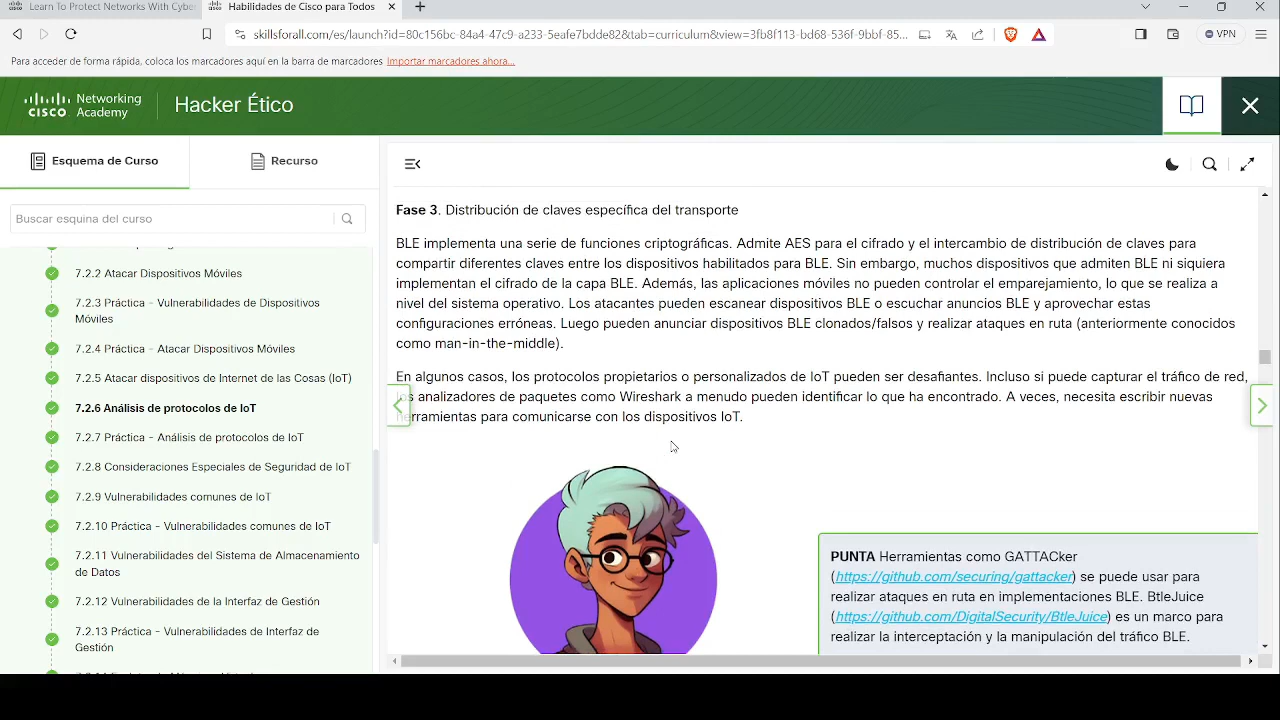 Learn To Protect Networks With Cyber
Habilidades de Cisco para Todos
skillsforall.com/es/launch?id=80c156bc-84a4-47c9-a233-5eafe7bdde82&tab=curriculum&view=3fb8f113-bd68-536f-9bbf-85...
VPN
Para acceder de forma rápida, coloca los marcadores aquí en la barra de marcadores Importar marcadores ahora...
Networking
CISCO Academy
Hacker Ético
Esquema de Curso
Recurso
Buscar esquina del curso
7.2.2 Atacar Dispositivos Móviles
7.2.3 Práctica - Vulnerabilidades de Dispositivos
Móviles
7.2.4 Práctica - Atacar Dispositivos Móviles
7.2.5 Atacar dispositivos de Internet de las Cosas (IoT)
7.2.6 Análisis de protocolos de IoT
7.2.7 Práctica - Análisis de protocolos de IoT
7.2.8 Consideraciones Especiales de Seguridad de IoT
7.2.9 Vulnerabilidades comunes de IoT
7.2.10 Práctica - Vulnerabilidades comunes de IoT
7.2.11 Vulnerabilidades del Sistema de Almacenamiento
de Datos
7.2.12 Vulnerabilidades de la Interfaz de Gestión
7.2.13 Práctica - Vulnerabilidades de Interfaz de
Gestión
Fase 3. Distribución de claves específica del transporte
BLE implementa una serie de funciones criptográficas. Admite AES para el cifrado y el intercambio de distribución de claves para
compartir diferentes claves entre los dispositivos habilitados para BLE. Sin embargo, muchos dispositivos que admiten BLE ni siquiera
implementan el cifrado de la capa BLE. Además, las aplicaciones móviles no pueden controlar el emparejamiento, lo que se realiza a
nivel del sistema operativo. Los atacantes pueden escanear dispositivos BLE o escuchar anuncios BLE y aprovechar estas
configuraciones erróneas. Luego pueden anunciar dispositivos BLE clonados/falsos y realizar ataques en ruta (anteriormente conocidos
como man-in-the-middle).
En algunos casos, los protocolos propietarios o personalizados de IoT pueden ser desafiantes. Incluso si puede capturar el tráfico de red,
los analizadores de paquetes como Wireshark a menudo pueden identificar lo que ha encontrado. A veces, necesita escribir nuevas
herramientas para comunicarse con los dispositivos IoT.
PUNTA Herramientas como GATTACker
(https://github.com/securing/gattacker) se puede usar para
realizar ataques en ruta en implementaciones BLE. BtleJuice
(https://github.com/DigitalSecurity/BtleJuice) es un marco para
realizar la interceptación y la manipulación del tráfico BLE.